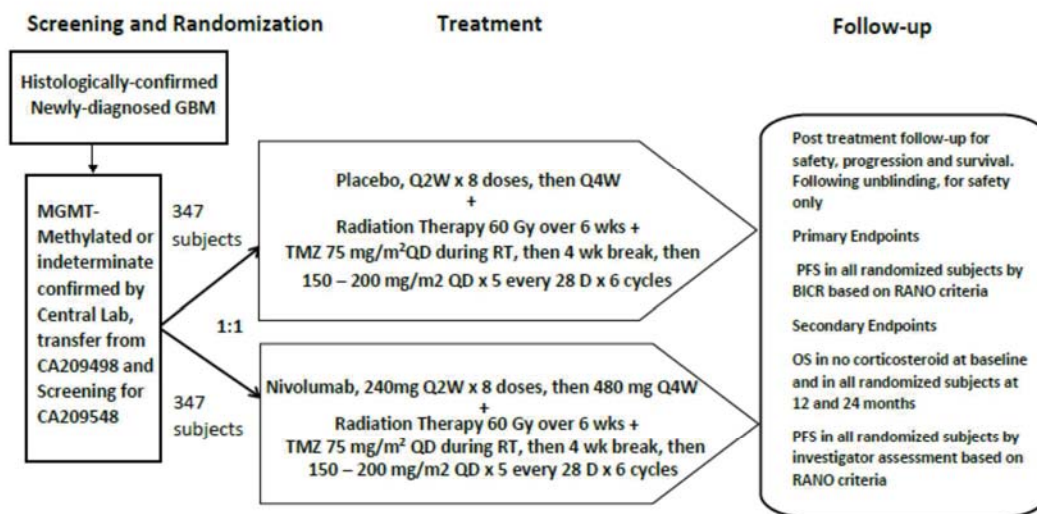 Screening and Randomization
Treatment
Follow-up
Histologically-confirmed
Newly-diagnosed GBM
MGMT-
Methylated or
indeterminate
confirmed by
Central Lab,
transfer from
CA209498 and
Screening for
CA209548
347
subjects
1:1
347
subjects
Placebo, Q2W x 8 doses, then Q4W
+
Radiation Therapy 60 Gy over 6 wks +
TMZ 75 mg/m²QD during RT, then 4 wk break, then
150 – 200 mg/m2 QD x 5 every 28 D x 6 cycles
Nivolumab, 240mg Q2W x 8 doses, then 480 mg Q4W
+
Radiation Therapy 60 Gy over 6 wks +
TMZ 75 mg/m² QD during RT, then 4 wk break, then
150 – 200 mg/m2 QD x 5 every 28 D x 6 cycles
Post treatment follow-up for
safety, progression and survival.
Following unblinding, for safety
only
Primary Endpoints
PFS in all randomized subjects by
BICR based on RANO criteria
Secondary Endpoints
OS in no corticosteroid at baseline
and in all randomized subjects at
12 and 24 months
PFS in all randomized subjects by
investigator assessment based on
RANO criteria